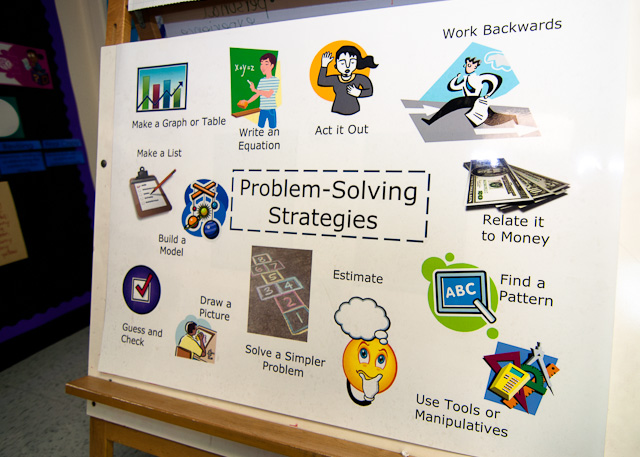 Work Backwards
x+y=z
Make a Graph or Table
Write an
Equation
Act it Out
Make a List
Problem-Solving
Strategies
Relate it
to Money
Build a
Model
Estimate
Find a
Pattern
ABC
Draw a
Picture
Guess and
Check
Solve a Simpler
Problem
Use Tools or
Manipulatives